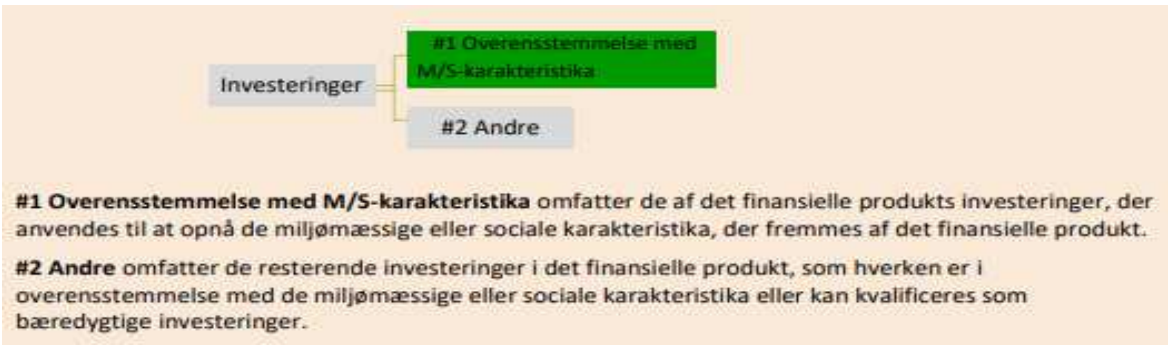 #1 Overensstemmelse med
M/S-karakteristika
Investeringer
#2 Andre
#1 Overensstemmelse med M/S-karakteristika omfatter de af det finansielle produkts investeringer, der
anvendes til at opnå de miljømæssige eller sociale karakteristika, der fremmes af det finansielle produkt.
#2 Andre omfatter de resterende investeringer i det finansielle produkt, som hverken er i
overensstemmelse med de miljømæssige eller sociale karakteristika eller kan kvalificeres som
bæredygtige investeringer.